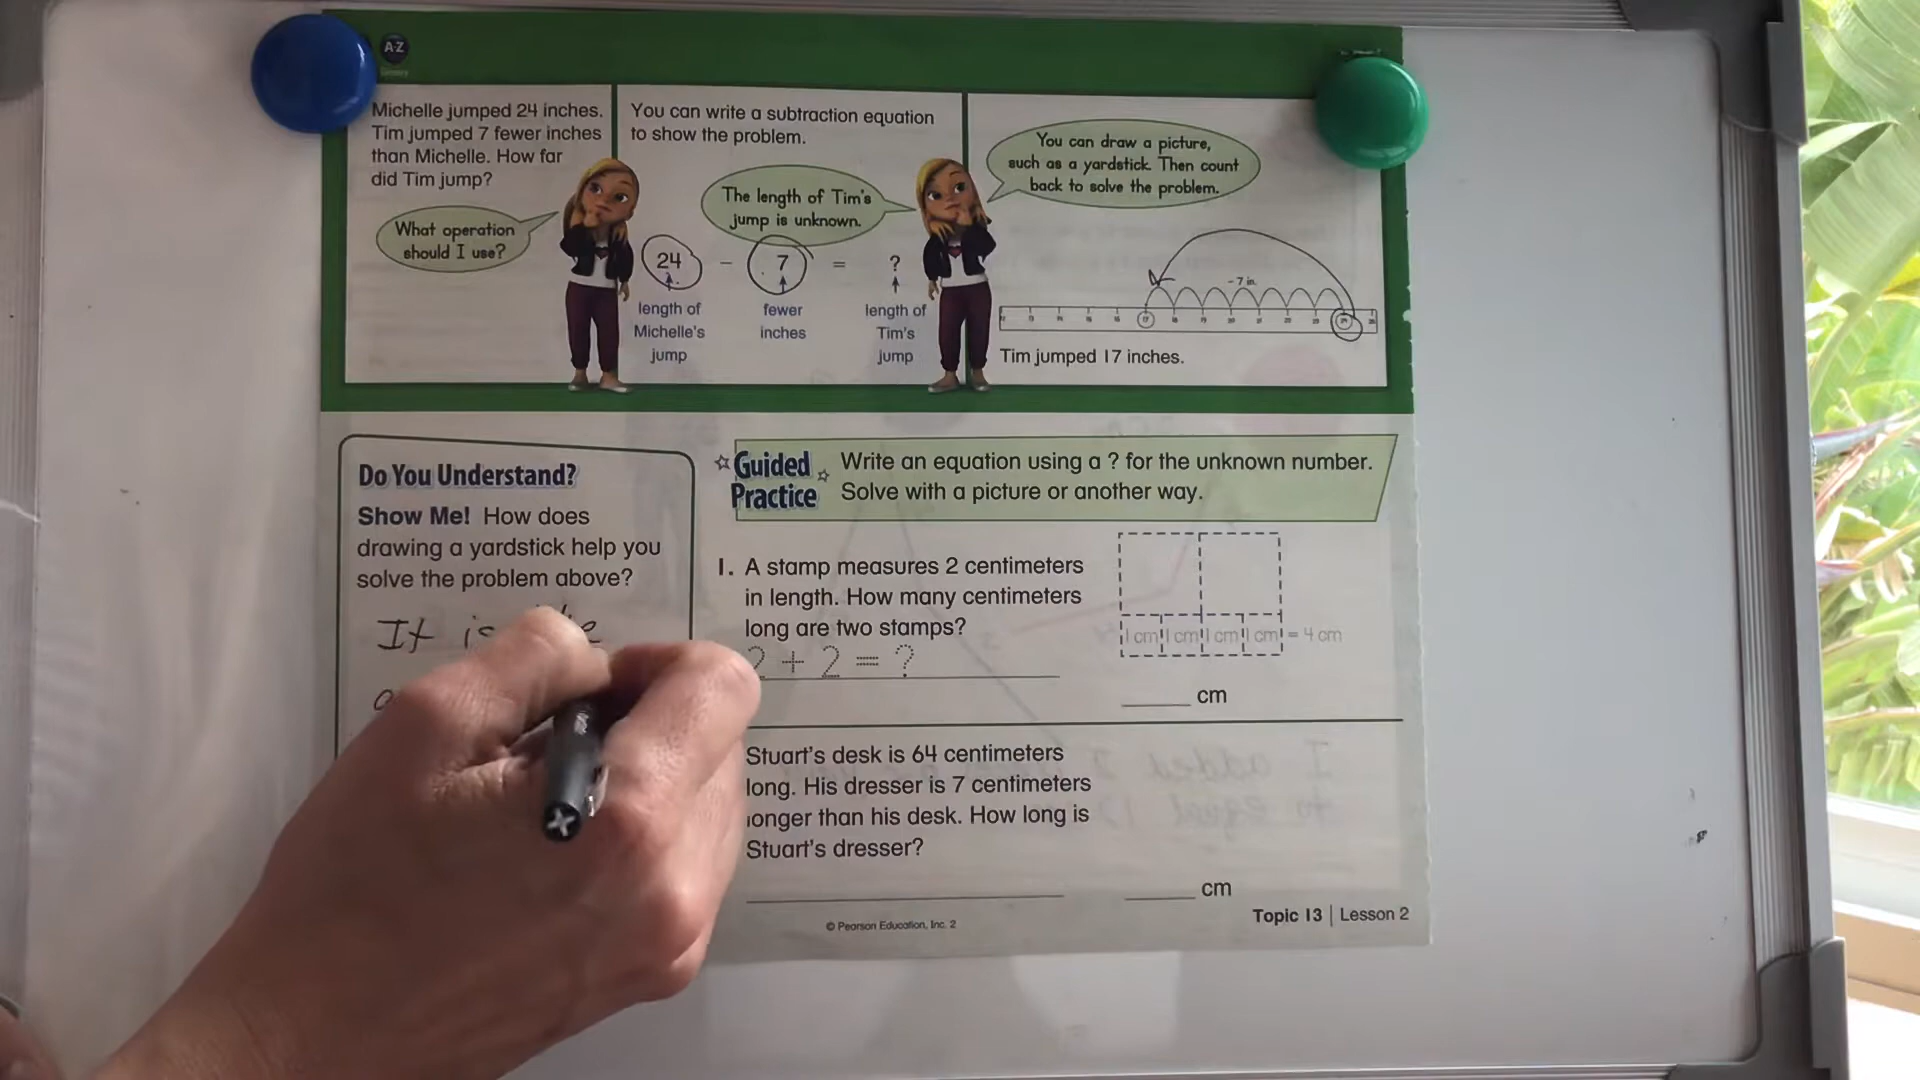 A-Z
Michelle jumped 24 inches.
Tim jumped 7 fewer inches
than Michelle. How far
did Tim jump?
What operation
should I use?
You can write a subtraction equation
to show the problem.
The length of Tim's
jump is unknown.
24 - 7 = ?
length of
Michelle's
jump
fewer
inches
length of
Tim's
jump
You can draw a picture,
such as a yardstick. Then count
back to solve the problem.
- 7 in.
Tim jumped 17 inches.
Do You Understand?
Show Me! How does
drawing a yardstick help you
solve the problem above?
It is
Guided
Practice
Write an equation using a ? for the unknown number.
Solve with a picture or another way.
1. A stamp measures 2 centimeters
in length. How many centimeters
long are two stamps?
2 + 2 = ?
1 cm 1 cm 1 cm 1 cm = 4 cm
cm
Stuart's desk is 64 centimeters
long. His dresser is 7 centimeters
longer than his desk. How long is
Stuart's dresser?
cm
© Pearson Education, Inc. 2
Topic 13 | Lesson 2